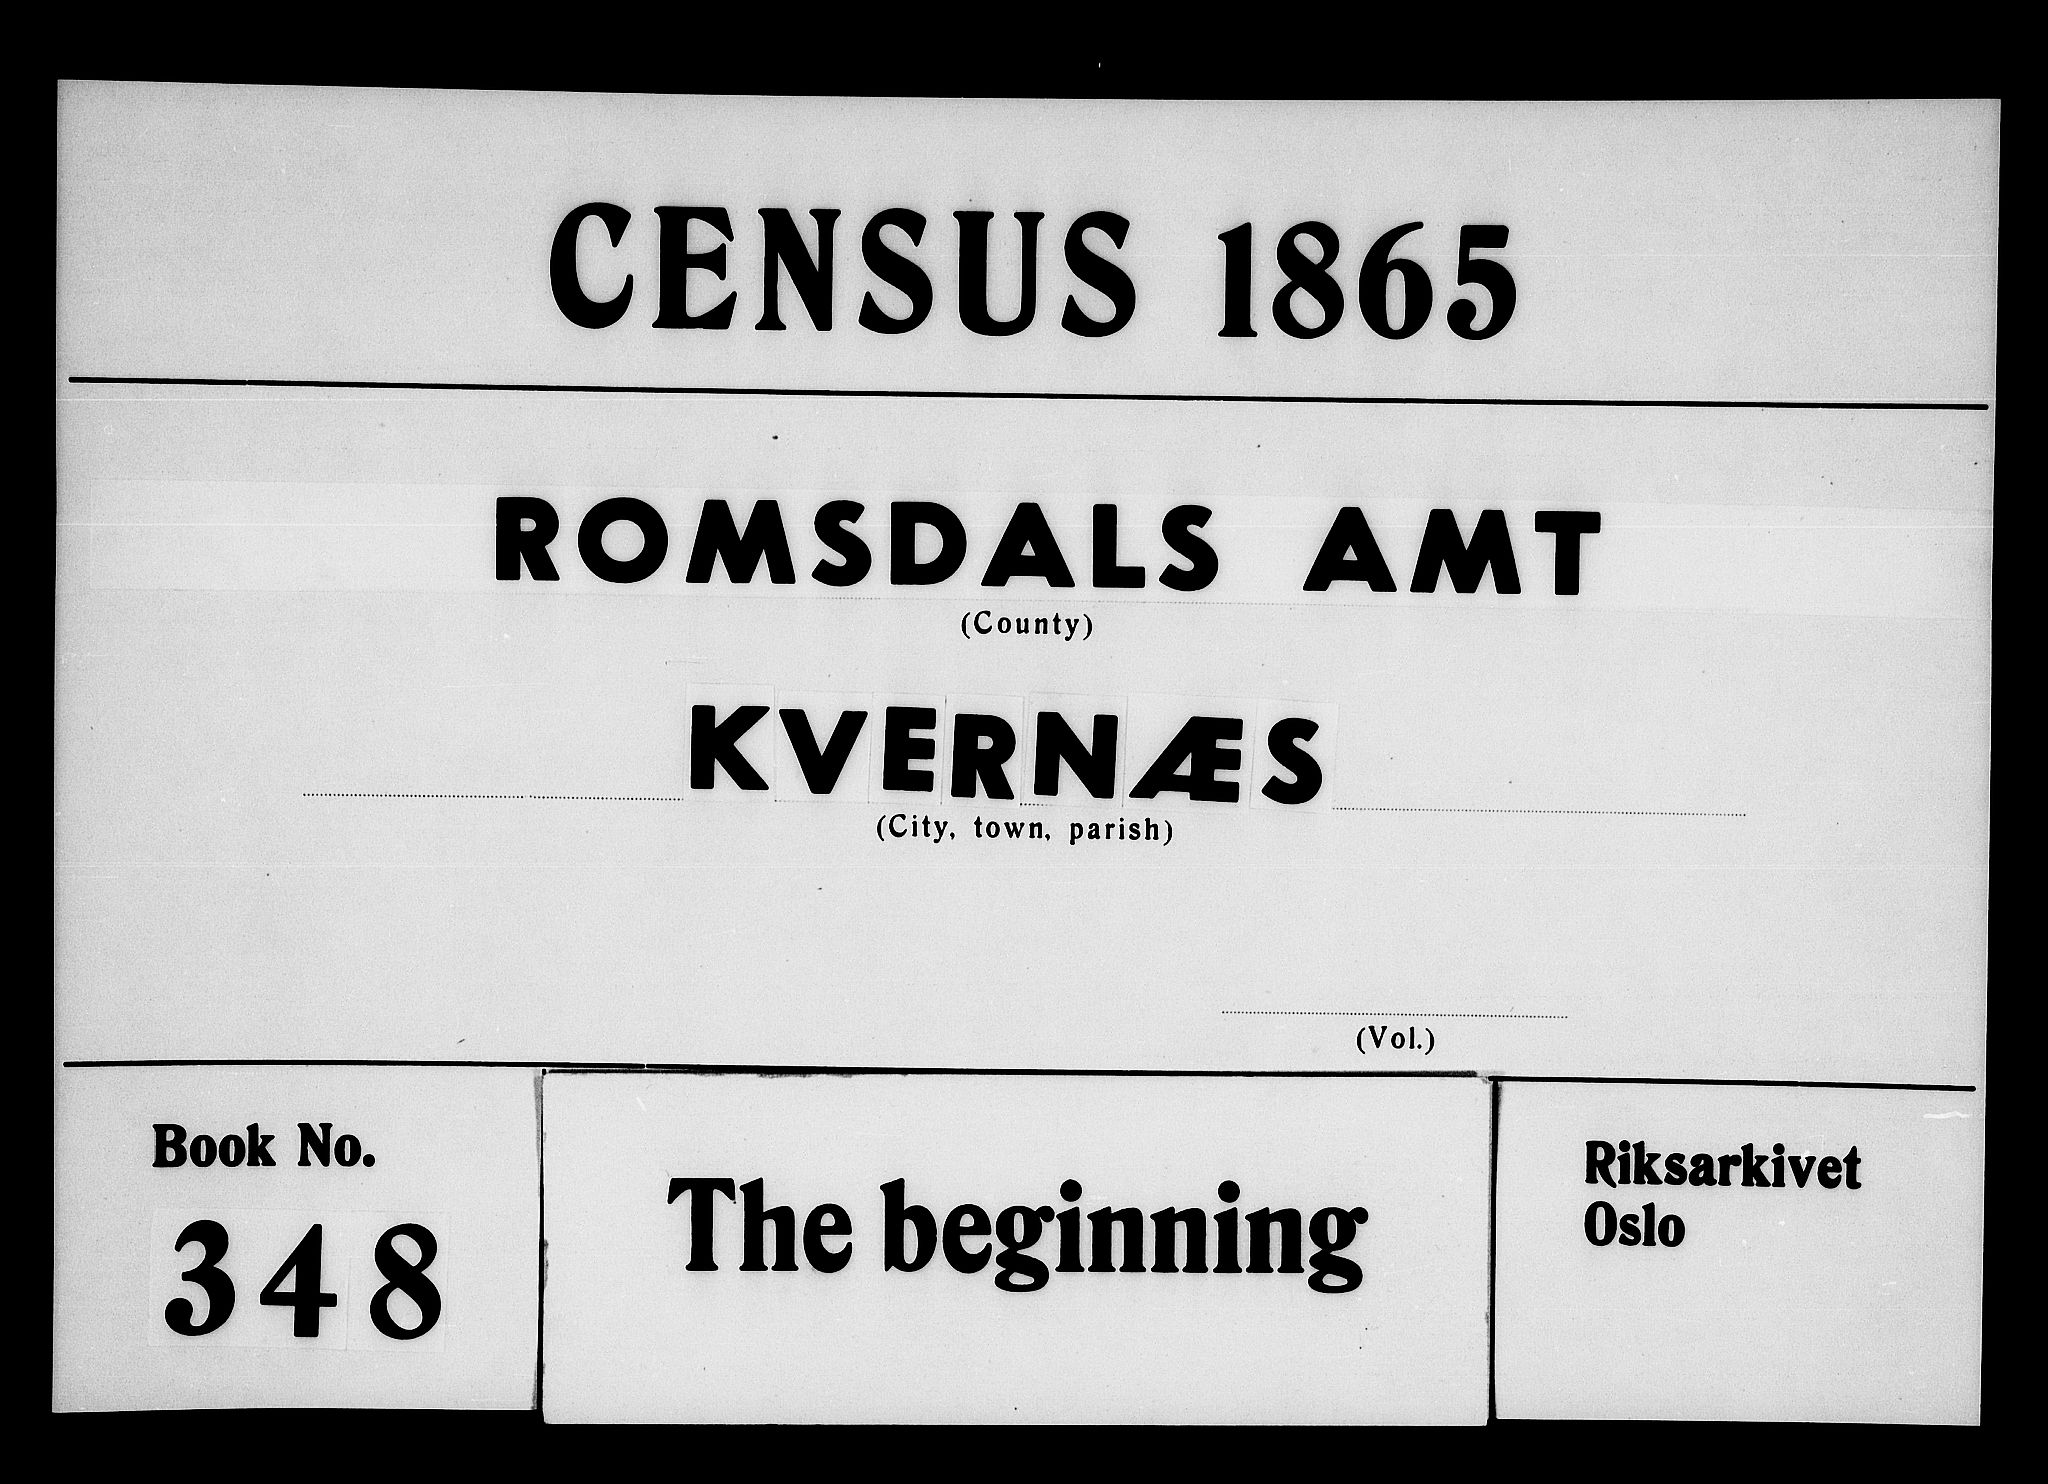 CENSUS 1865
ROMSDALS AMT
(County)
KVERNÆS
(City, town, parish)
(Vol.)
Book No.
348
The beginning
Riksarkivet
Oslo